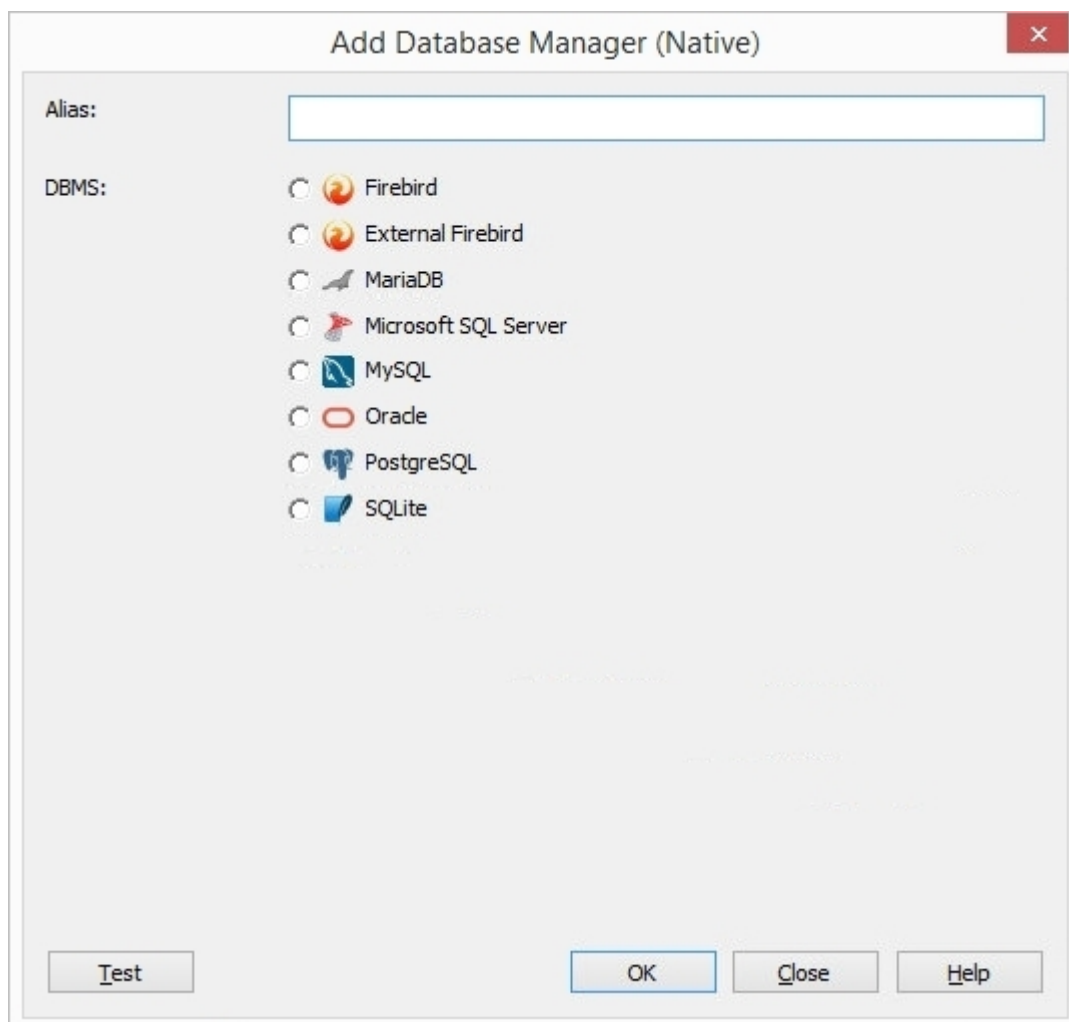 Add Database Manager (Native)
Alias:
DBMS:
Firebird
External Firebird
MariaDB
Microsoft SQL Server
MySQL
Oracle
PostgreSQL
SQLite
Test
OK
Close
Help